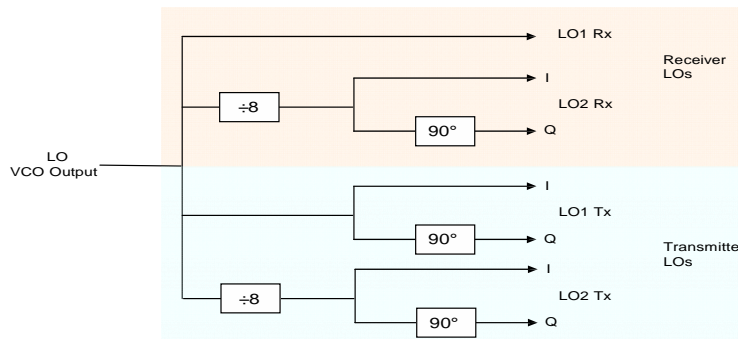 LO1 Rx
Receiver
LOs
I
÷8
LO2 Rx
90°
Q
LO
VCO Output
I
LO1 Tx
90°
Q
Transmitte
LOs
I
÷8
LO2 Tx
90°
Q